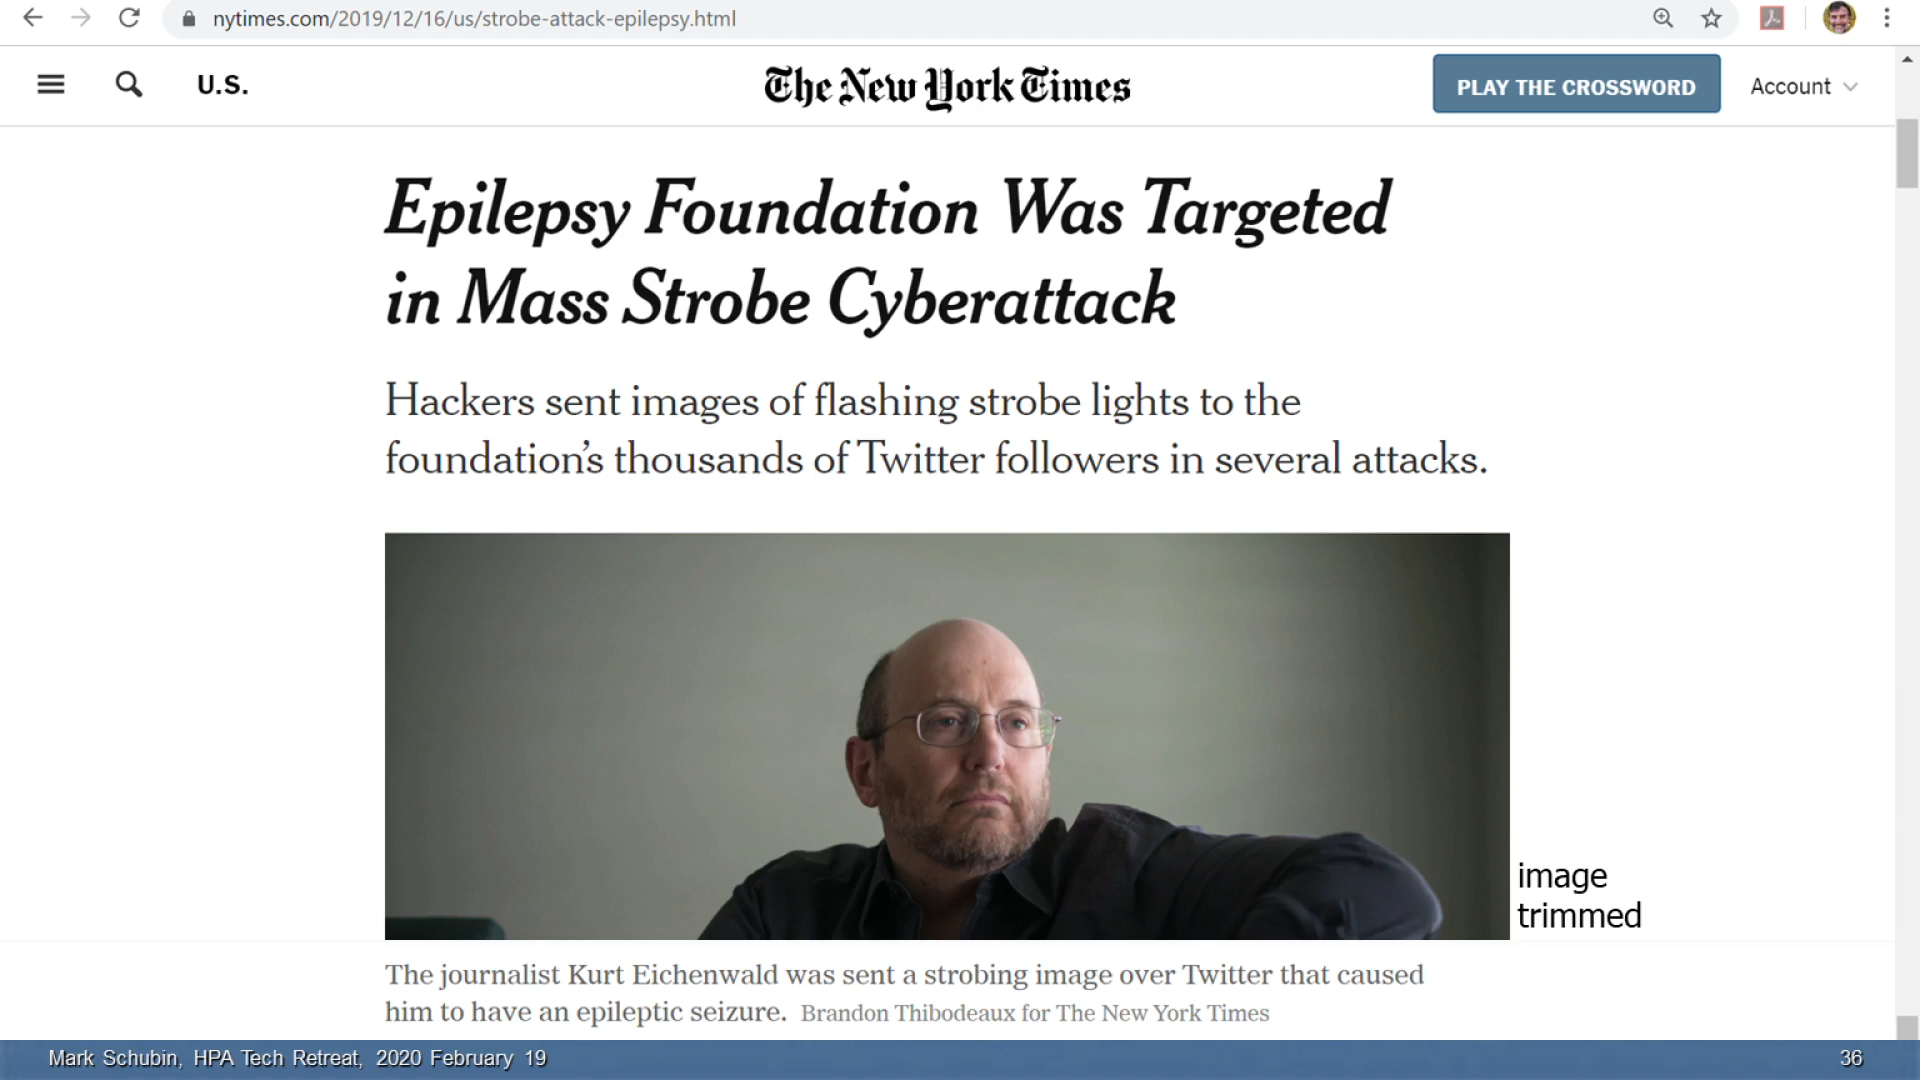 nytimes.com/2019/12/16/us/strobe-attack-epilepsy.html
U.S.
The New York Times
PLAY THE CROSSWORD
Account
Epilepsy Foundation Was Targeted
in Mass Strobe Cyberattack
Hackers sent images of flashing strobe lights to the
foundation’s thousands of Twitter followers in several attacks.
image
trimmed
The journalist Kurt Eichenwald was sent a strobing image over Twitter that caused
him to have an epileptic seizure. Brandon Thibodeaux for The New York Times
Mark Schubin, HPA Tech Retreat, 2020 February 19
36